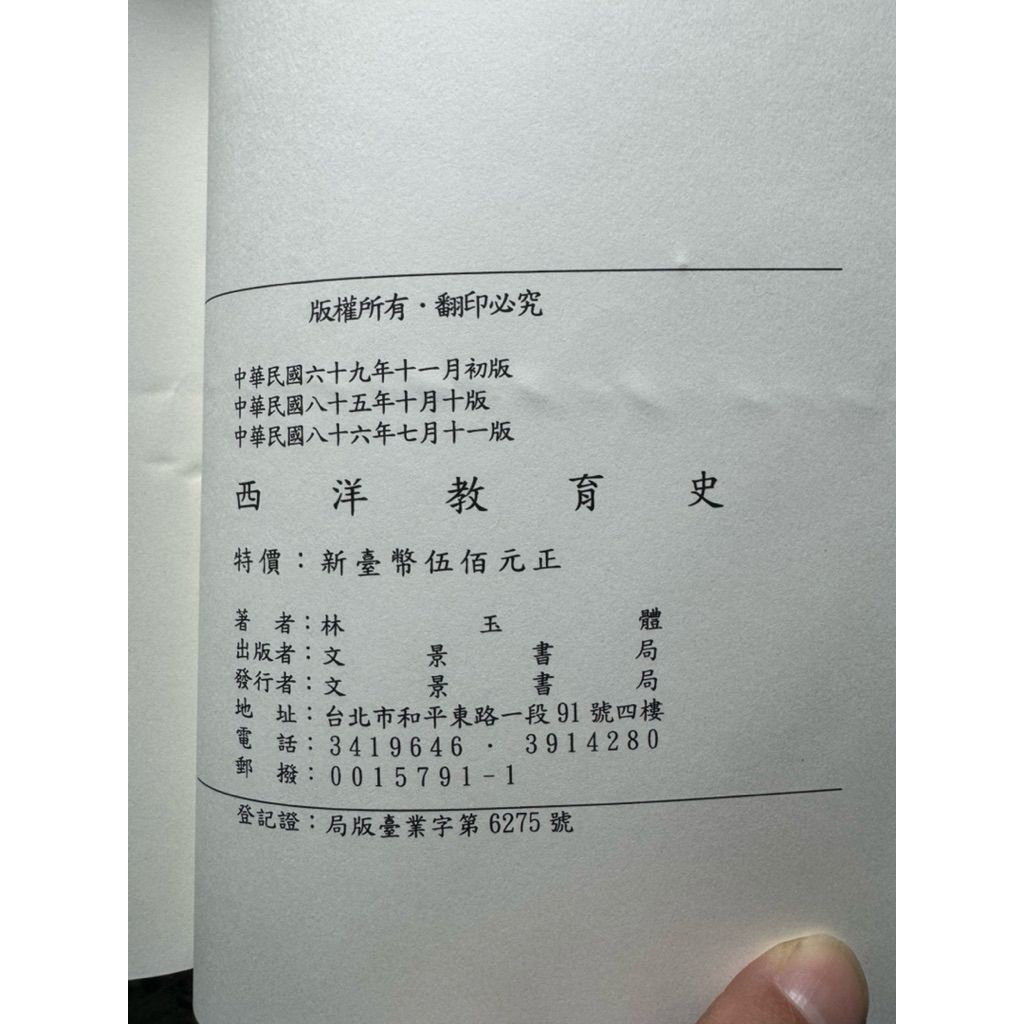 版權所有・翻印必究
中華民國六十九年十一月初版
中華民國八十五年十月十版
中華民國八十六年七月十一版
西洋教育史
特價：新臺幣伍佰元正
著者：林玉體
出版者：文景書局
發行者：文景書局
地址：台北市和平東路一段91號四樓
電話：3419646・3914280
郵撥：0015791-1
登記證：局版臺業字第6275號